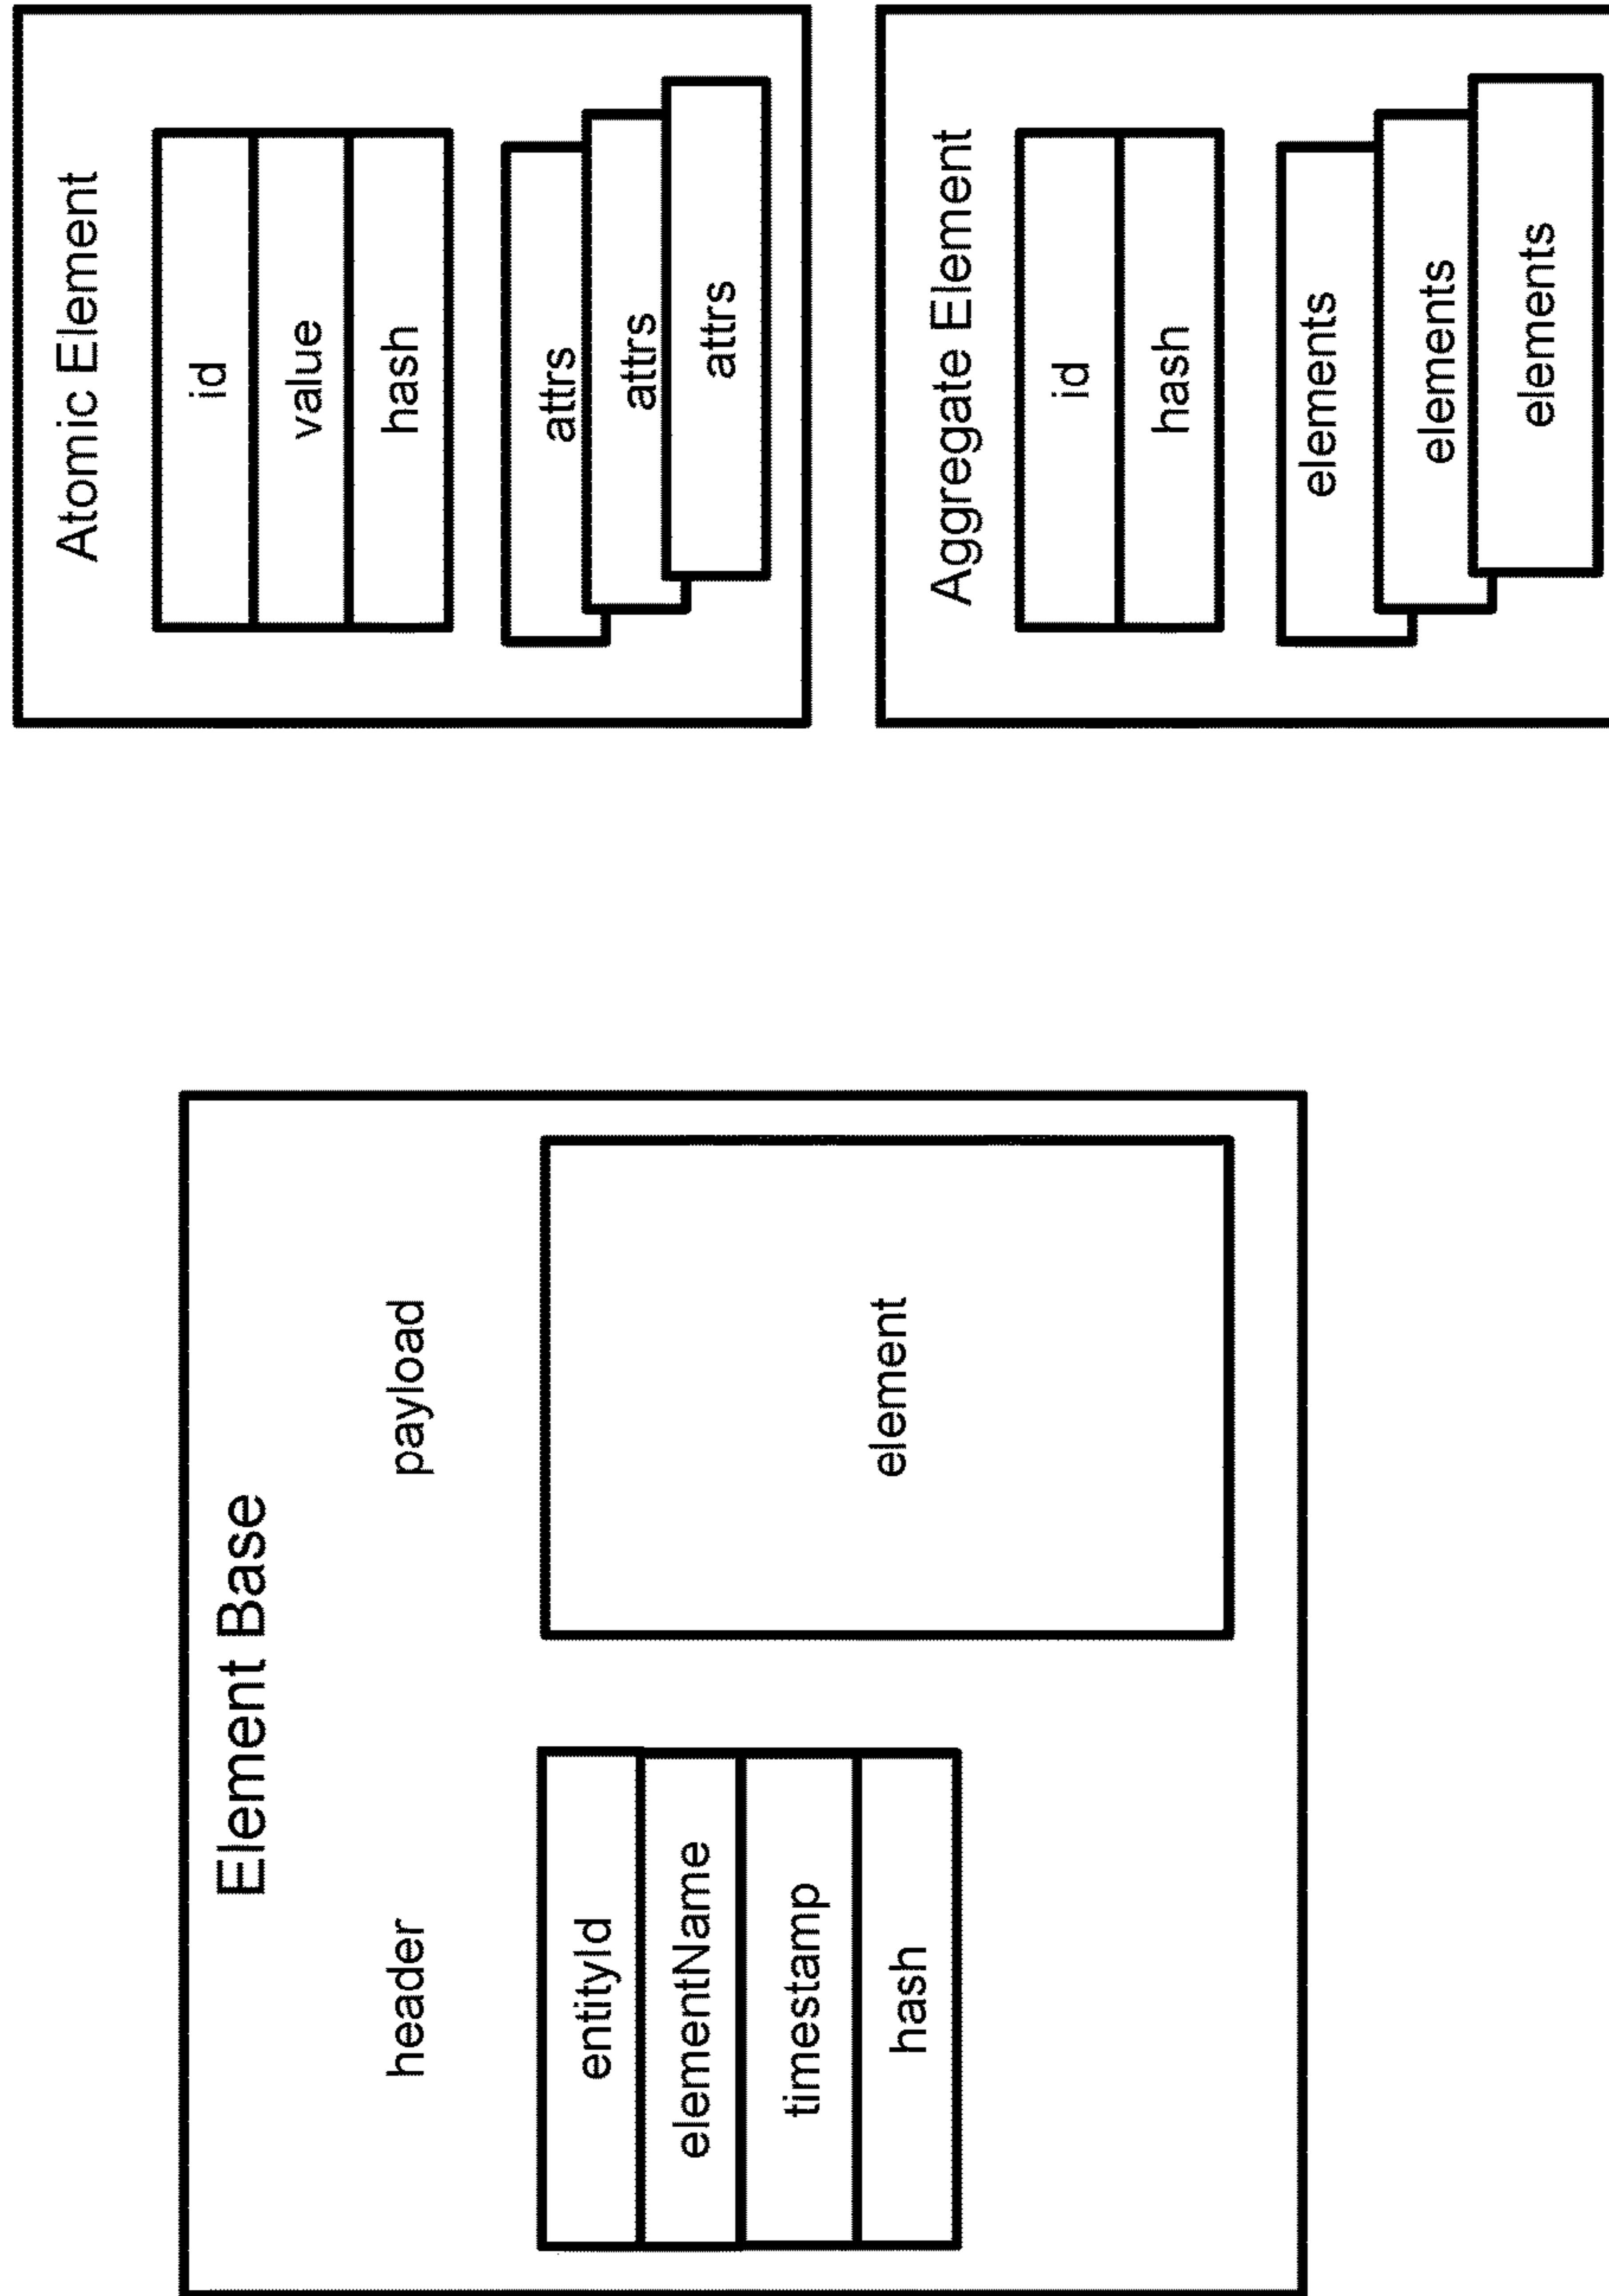 Element Base
header
payload
entityId
elementName
timestamp
hash
element
Atomic Element
id
value
hash
attrs
attrs
attrs
Aggregate Element
id
hash
elements
elements
elements